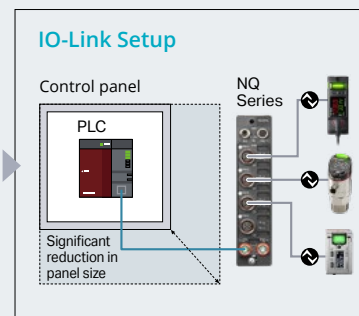 IO-Link Setup
Control panel
NQ
Series
PLC
Significant
reduction in
panel size